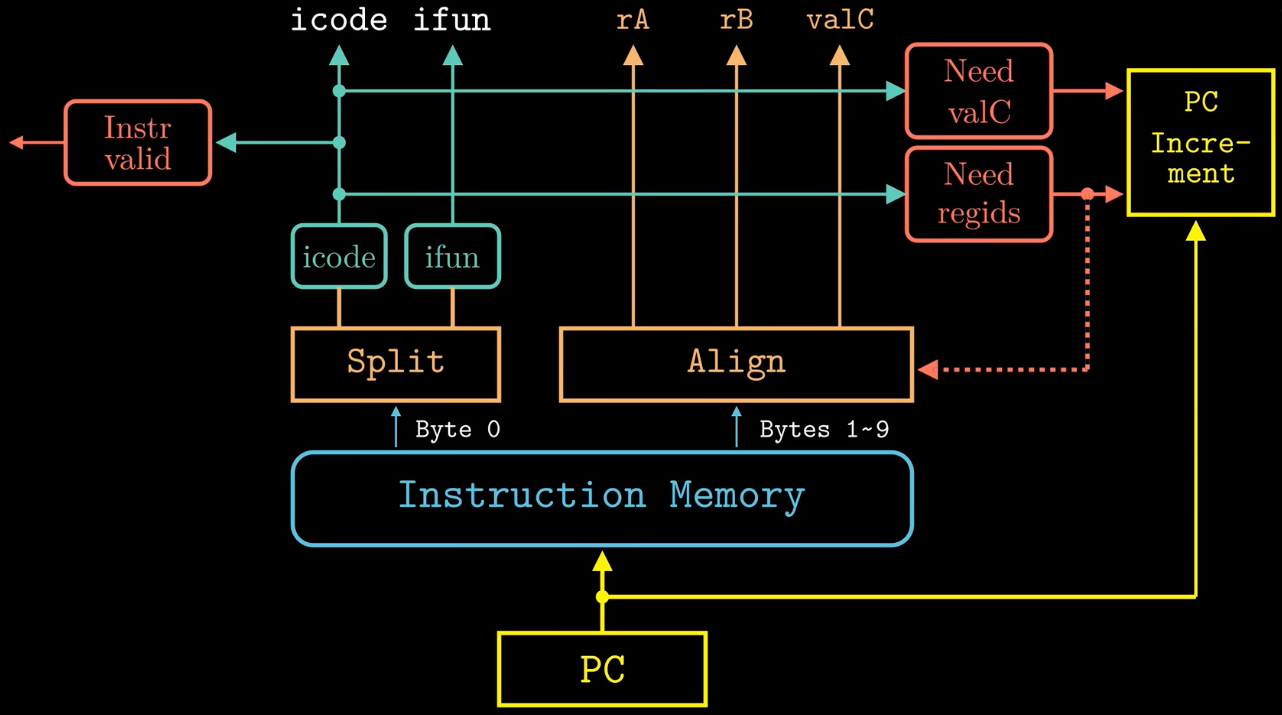 icode ifun
rA rB valC
Need
valC
PC
Incre-
ment
Instr
valid
Need
regids
icode
ifun
Split
Align
Byte 0
Bytes 1~9
Instruction Memory
PC